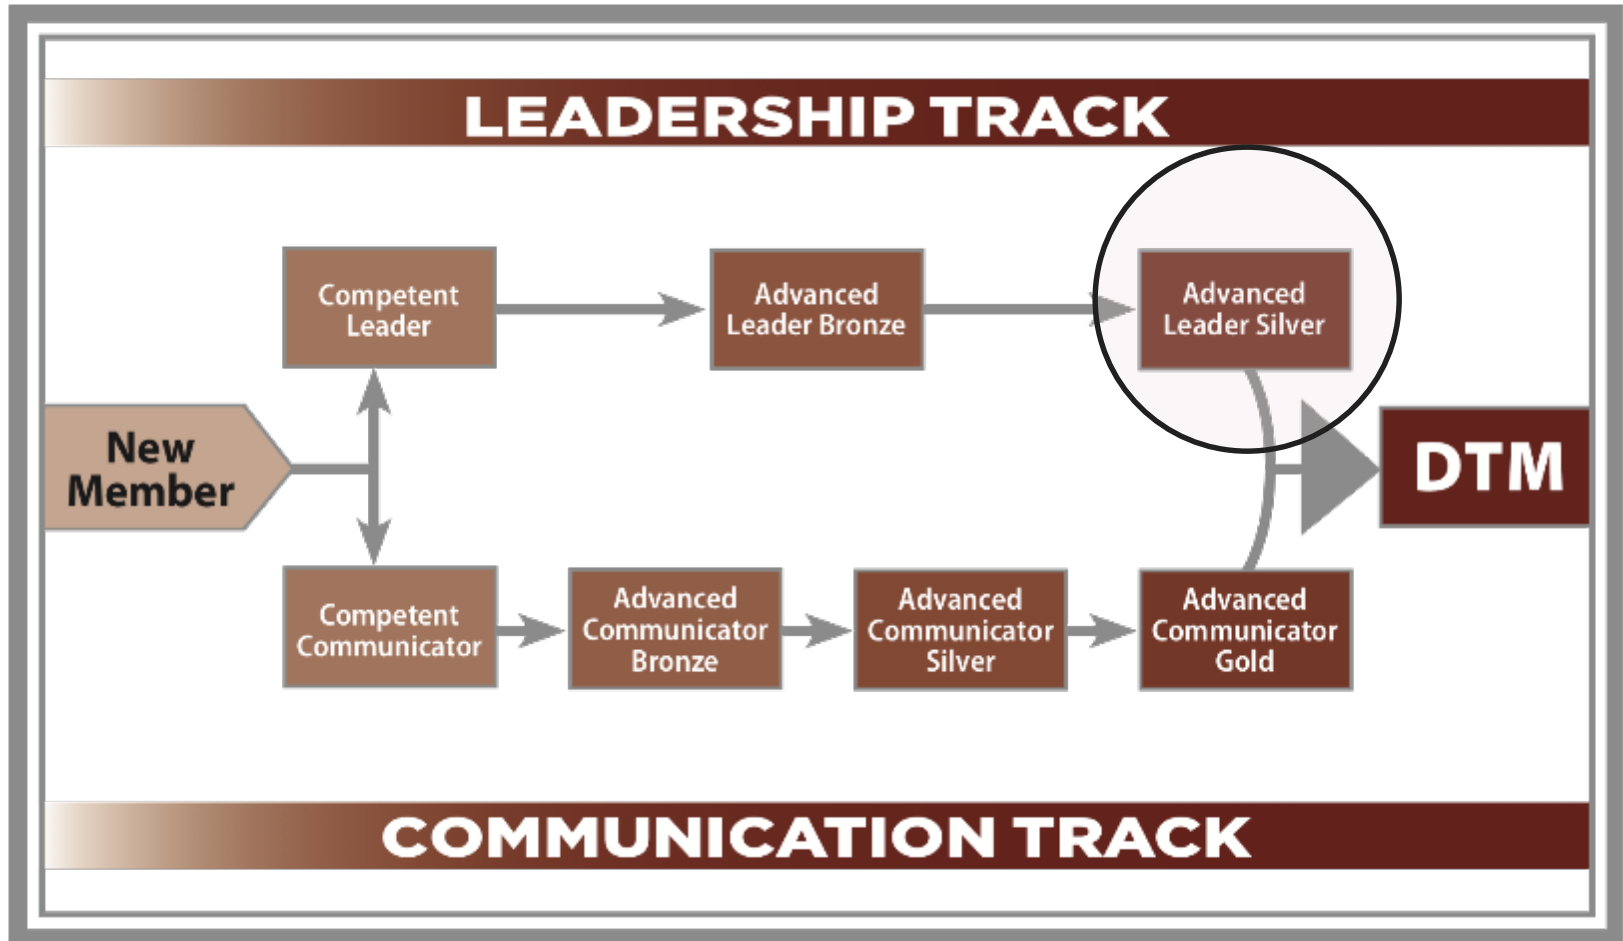 LEADERSHIP TRACK
Competent
Leader
Advanced
Leader Bronze
Advanced
Leader Silver
New
Member
DTM
Competent
Communicator
Advanced
Communicator
Bronze
Advanced
Communicator
Silver
Advanced
Communicator
Gold
COMMUNICATION TRACK